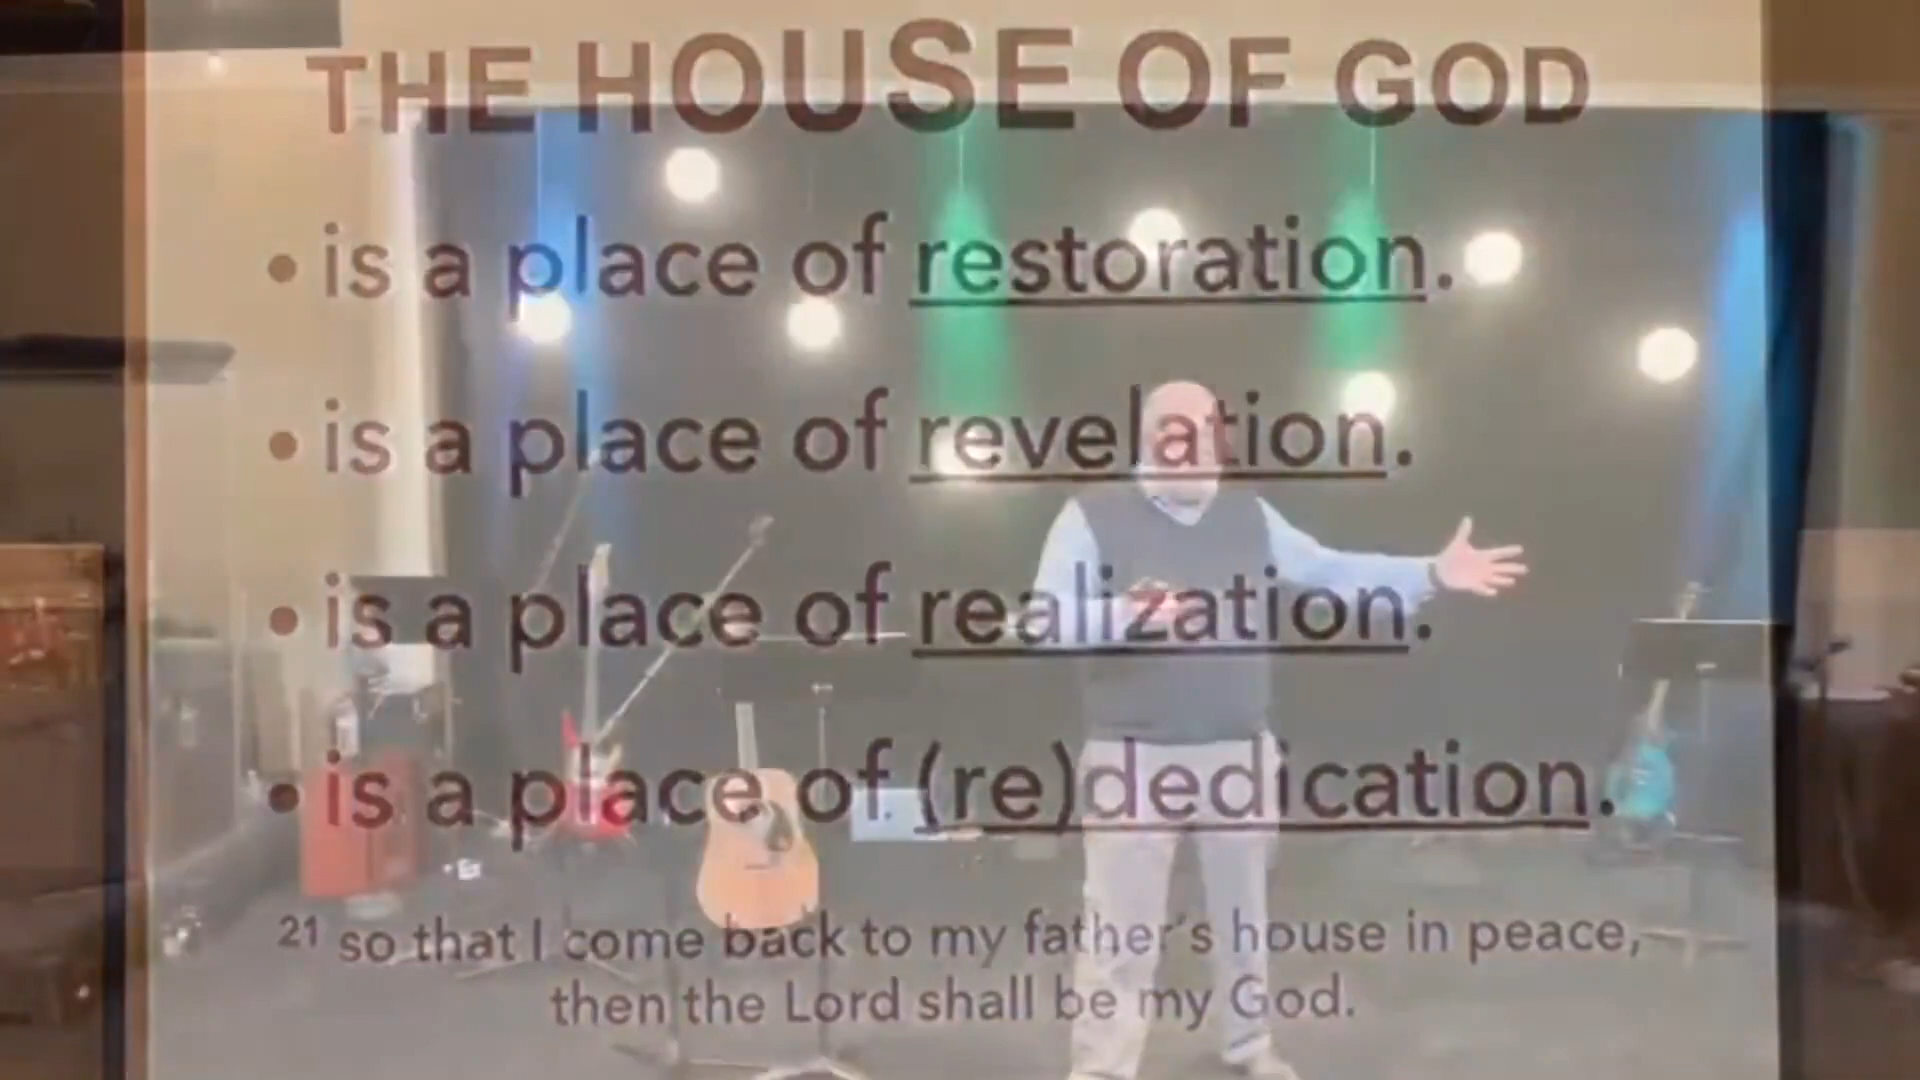 THE HOUSE OF GOD
• is a place of restoration.
• is a place of revelation.
• is a place of realization.
• is a place of (re)dedication.
21 so that I come back to my father's house in peace,
then the Lord shall be my God.